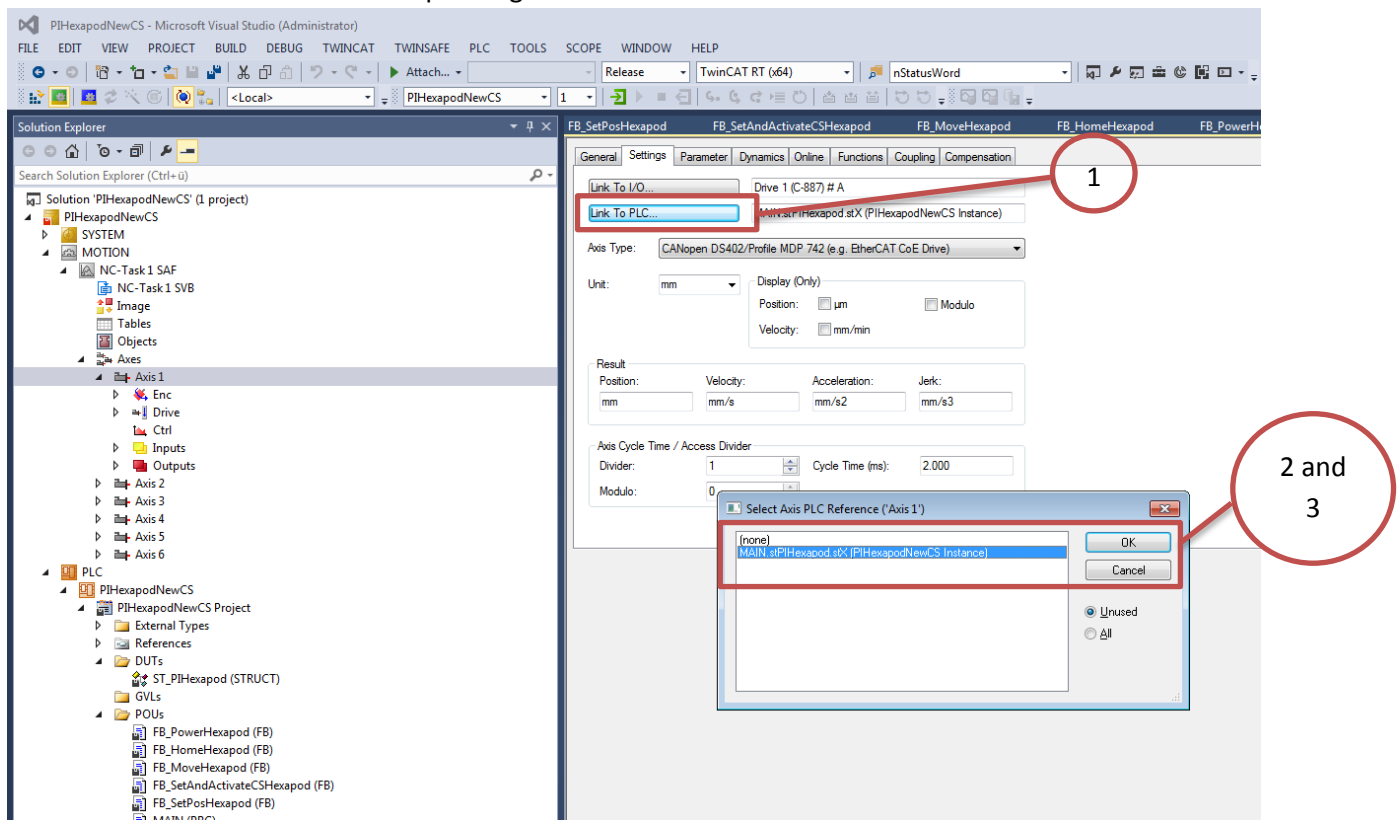 PIHexapodNewCS - Microsoft Visual Studio (Administrator)
FILE EDIT VIEW PROJECT BUILD DEBUG TWINCAT TWINSAFE PLC TOOLS SCOPE WINDOW HELP
Attach... Release TwinCAT RT (x64) nStatusWord
<Local> PIHexapodNewCS 1
Solution Explorer
Search Solution Explorer (Ctrl+ü)
Solution 'PIHexapodNewCS' (1 project)
PIHexapodNewCS
SYSTEM
MOTION
NC-Task 1 SAF
NC-Task 1 SVB
Image
Tables
Objects
Axes
Axis 1
Enc
Drive
Ctrl
Inputs
Outputs
Axis 2
Axis 3
Axis 4
Axis 5
Axis 6
PLC
PIHexapodNewCS
PIHexapodNewCS Project
External Types
References
DUTs
ST_PIHexapod (STRUCT)
GVLs
POUs
FB_PowerHexapod (FB)
FB_HomeHexapod (FB)
FB_MoveHexapod (FB)
FB_SetAndActivateCSHexapod (FB)
FB_SetPosHexapod (FB)
MAIN (PRG)
FB_SetPosHexapod FB_SetAndActivateCSHexapod FB_MoveHexapod FB_HomeHexapod FB_PowerH
General Settings Parameter Dynamics Online Functions Coupling Compensation
Link To I/O... Drive 1 (C-887) # A
Link To PLC... MAIN.stPIHexapod.stX (PIHexapodNewCS Instance)
1
Axis Type: CANopen DS402/Profile MDP 742 (e.g. EtherCAT CoE Drive)
Unit: mm Display (Only)
Position: µm Modulo
Velocity: mm/min
Result
Position: Velocity: Acceleration: Jerk:
mm mm/s mm/s2 mm/s3
Axis Cycle Time / Access Divider
Divider: 1 Cycle Time (ms): 2.000
Modulo: 0
Select Axis PLC Reference ('Axis 1')
(none)
MAIN.stPIHexapod.stX (PIHexapodNewCS Instance)
OK
Cancel
Unused
All
2 and
3